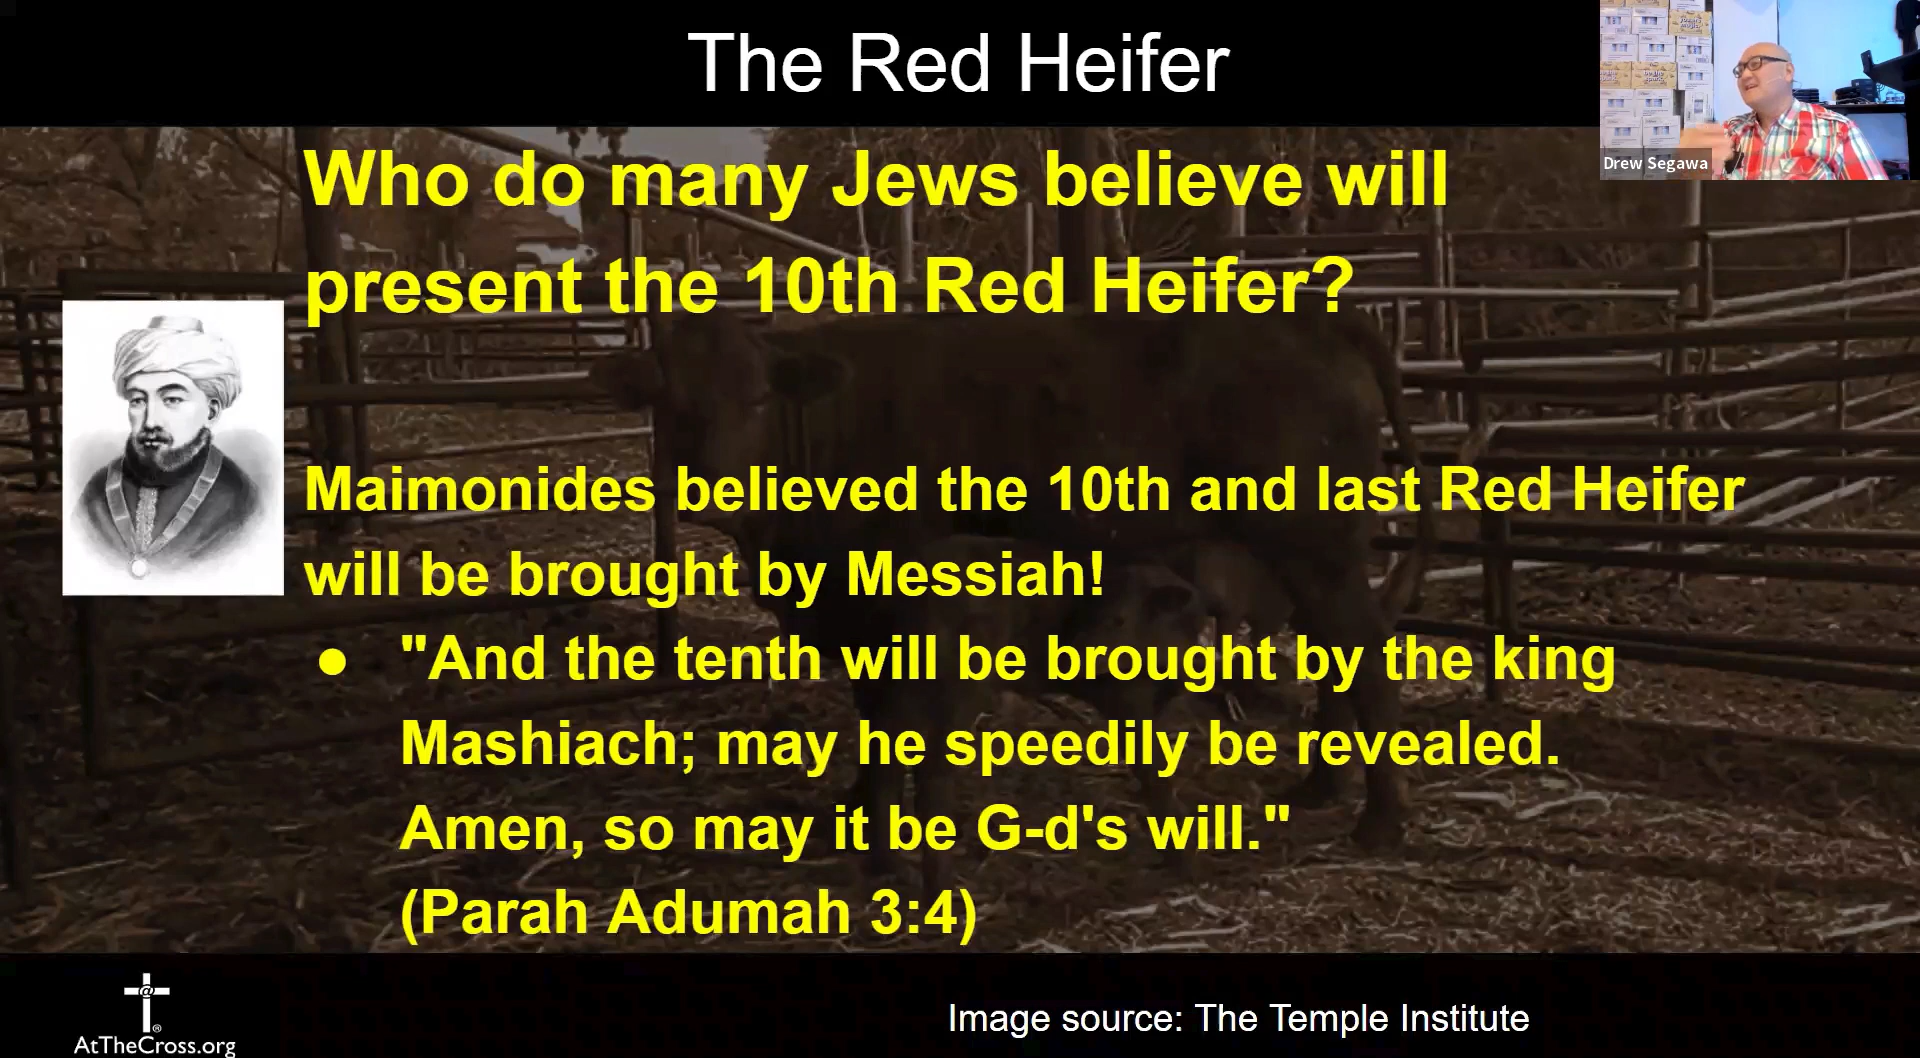 The Red Heifer
Drew Segawa
Who do many Jews believe will
present the 10th Red Heifer?
Maimonides believed the 10th and last Red Heifer
will be brought by Messiah!
● "And the tenth will be brought by the king
Mashiach; may he speedily be revealed.
Amen, so may it be G-d's will."
(Parah Adumah 3:4)
@
®
AtTheCross.org
Image source: The Temple Institute